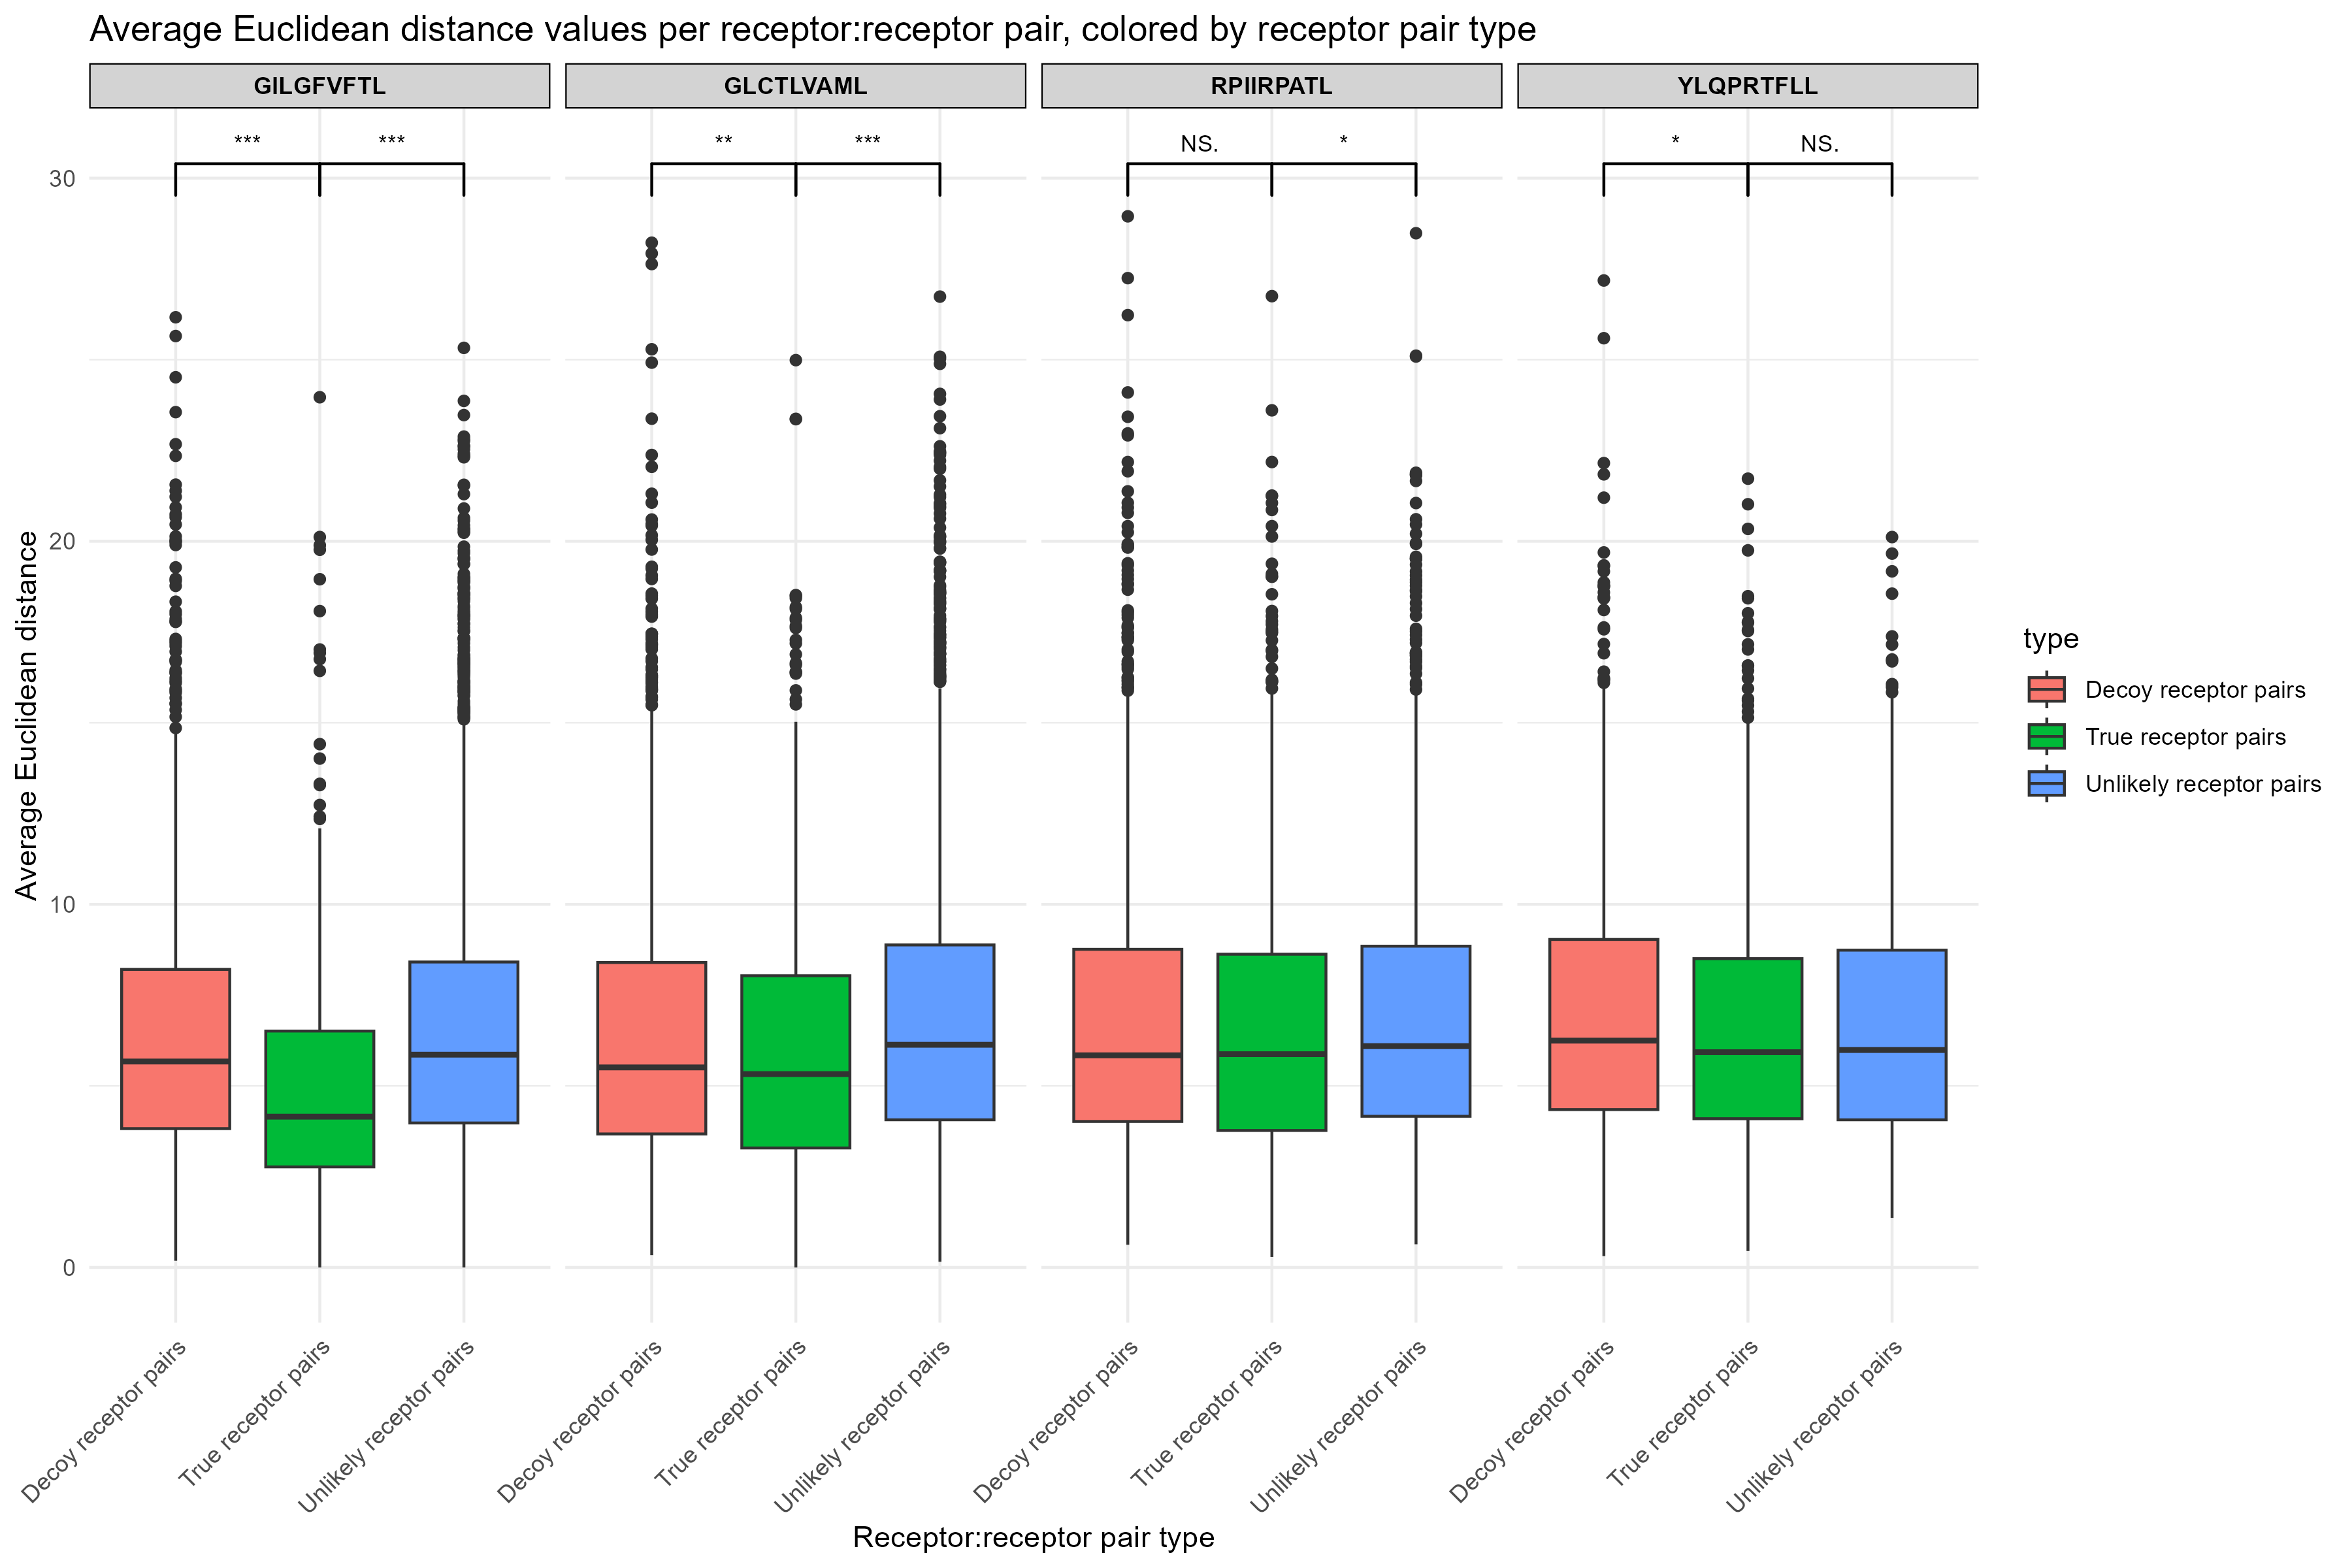 Average Euclidean distance values per receptor:receptor pair, colored by receptor pair type
GILGFVFTL
GLCTLVAML
RPIIRPATL
YLQPRTFLL
***
***
**
***
NS.
*
*
NS.
30
20
10
0
Average Euclidean distance
Decoy receptor pairs
True receptor pairs
Unlikely receptor pairs
Decoy receptor pairs
True receptor pairs
Unlikely receptor pairs
Decoy receptor pairs
True receptor pairs
Unlikely receptor pairs
Decoy receptor pairs
True receptor pairs
Unlikely receptor pairs
Receptor:receptor pair type
type
Decoy receptor pairs
True receptor pairs
Unlikely receptor pairs